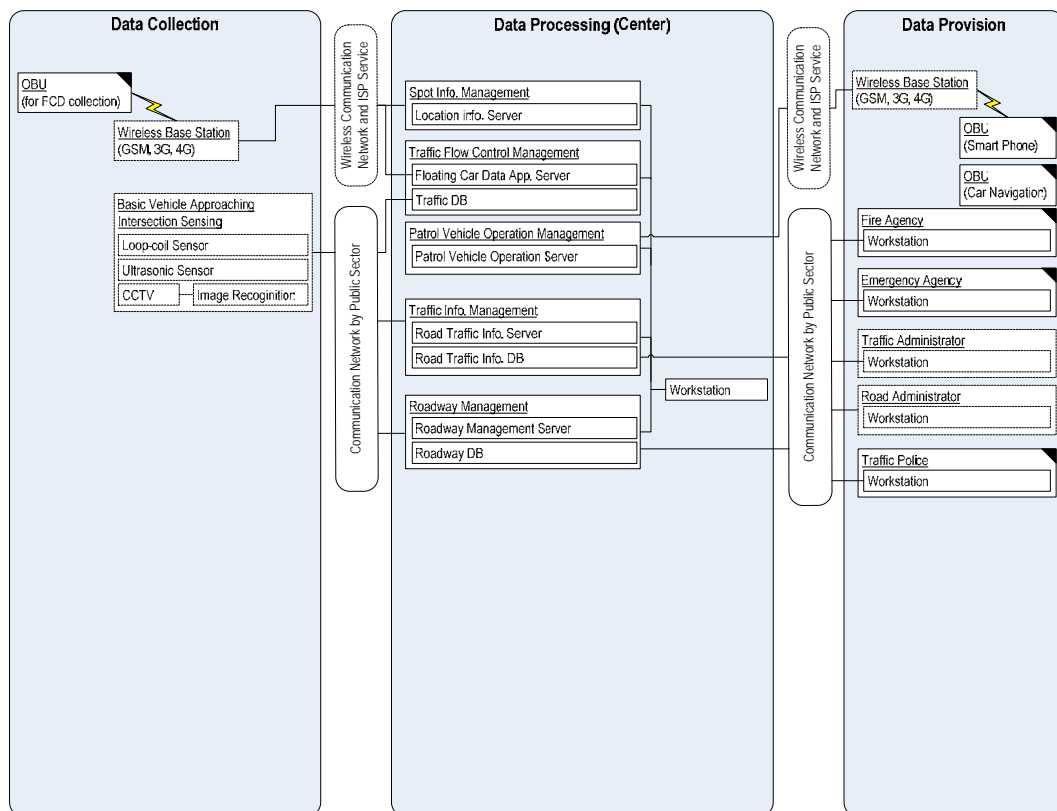 Data Collection
OBU
(for FCD collection)
Wireless Base Station
(GSM, 3G, 4G)
Basic Vehicle Approaching
Intersection Sensing
Loop-coil Sensor
Ultrasonic Sensor
CCTV
Image Recoginition
Wireless Communication
Network and ISP Service
Communication Network by Public Sector
Data Processing (Center)
Spot Info. Management
Location info. Server
Traffic Flow Control Management
Floating Car Data App. Server
Traffic DB
Patrol Vehicle Operation Management
Patrol Vehicle Operation Server
Traffic Info. Management
Road Traffic Info. Server
Road Traffic Info. DB
Workstation
Roadway Management
Roadway Management Server
Roadway DB
Wireless Communication
Network and ISP Service
Communication Network by Public Sector
Data Provision
Wireless Base Station
(GSM, 3G, 4G)
OBU
(Smart Phone)
OBU
(Car Navigation)
Fire Agency
Workstation
Emergency Agency
Workstation
Traffic Administrator
Workstation
Road Administrator
Workstation
Traffic Police
Workstation